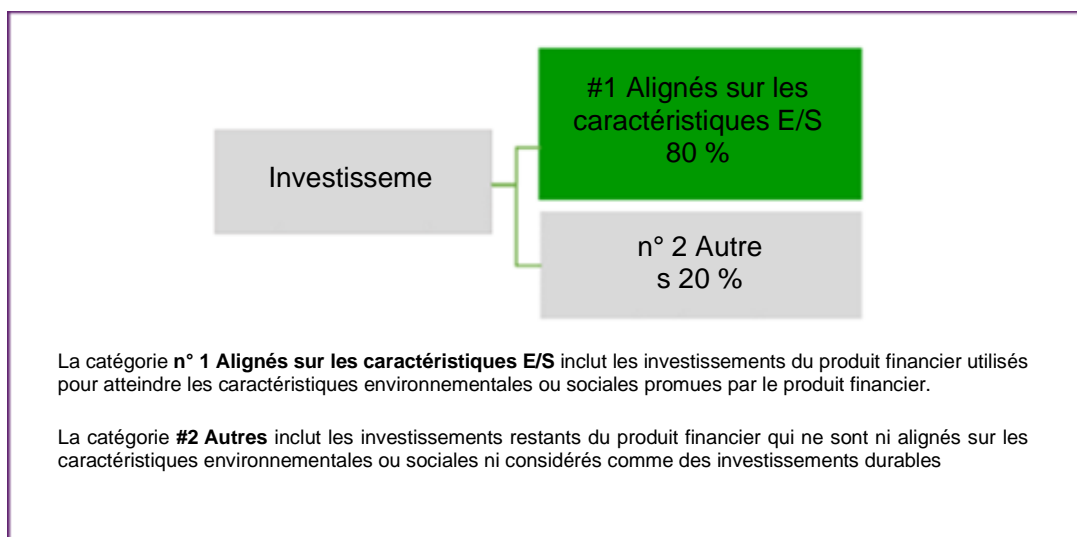 #1 Alignés sur les
caractéristiques E/S
80 %
Investisseme
n° 2 Autre
s 20 %
La catégorie n° 1 Alignés sur les caractéristiques E/S inclut les investissements du produit financier utilisés
pour atteindre les caractéristiques environnementales ou sociales promues par le produit financier.
La catégorie #2 Autres inclut les investissements restants du produit financier qui ne sont ni alignés sur les
caractéristiques environnementales ou sociales ni considérés comme des investissements durables